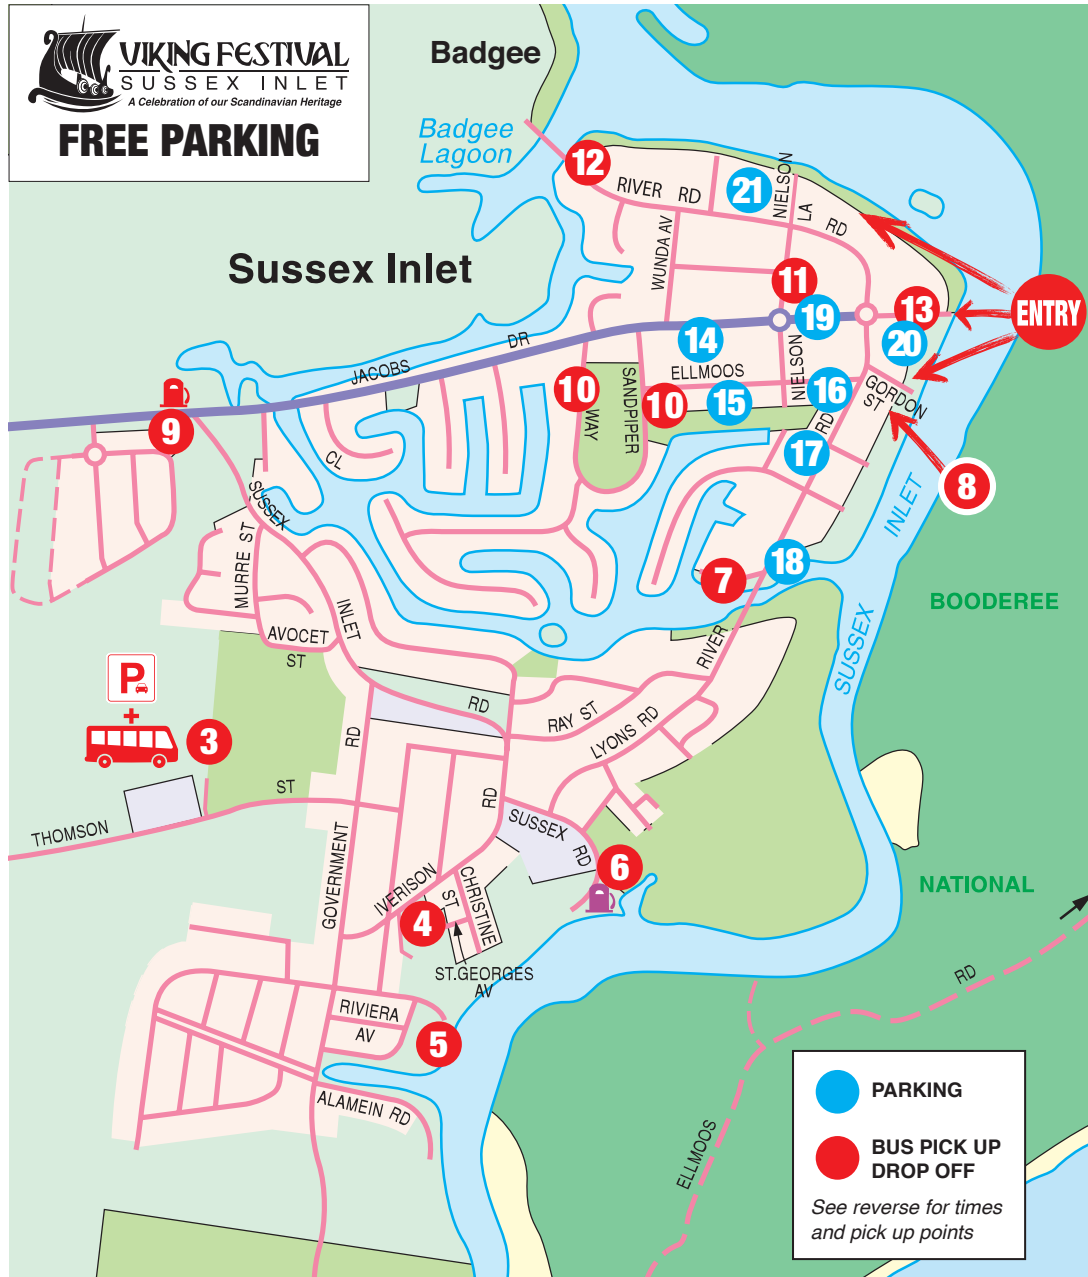 VIKING FESTIVAL
SUSSEX INLET
A Celebration of our Scandinavian Heritage
FREE PARKING
Badgee
Badgee
Lagoon
12
RIVER RD
21
NIELSON
LA
RD
WUNDA AV
Sussex Inlet
11
ENTRY
13
19
20
14
JACOBS
DR
ELLMOOS
NIELSON
16
GORDON
ST
SANDPIPER
WAY
10
10
15
RD
17
9
CL
8
SUSSEX
INLET
MURRE ST
18
7
BOODEREE
INLET
AVOCET
ST
RIVER
SUSSEX
P
+
3
RD
RD
RAY ST
LYONS RD
ST
THOMSON
RD
SUSSEX
RD
GOVERNMENT
6
IVERISON
ST
CHRISTINE
4
NATIONAL
ST.GEORGES
AV
RD
RIVIERA
AV
5
ALAMEIN RD
ELLMOOS
PARKING
BUS PICK UP
DROP OFF
See reverse for times
and pick up points